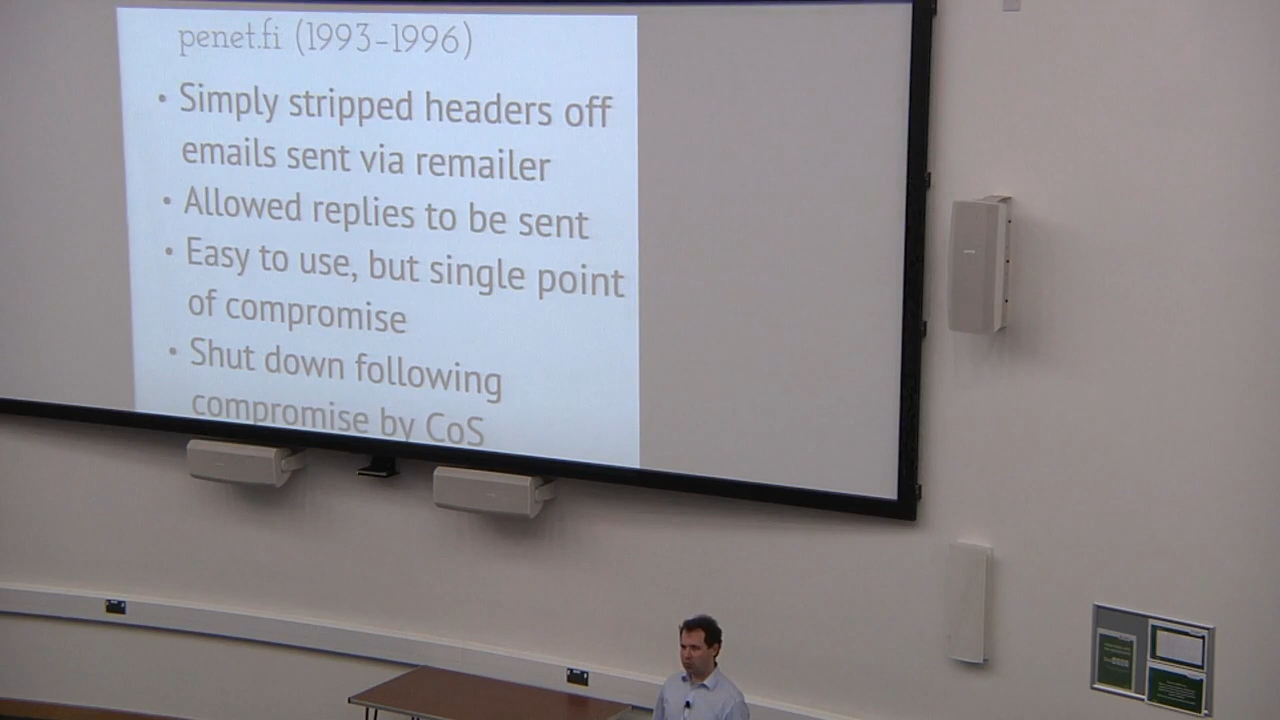 penet.fi (1993-1996)
• Simply stripped headers off
emails sent via remailer
• Allowed replies to be sent
• Easy to use, but single point
of compromise
• Shut down following
compromise by CoS